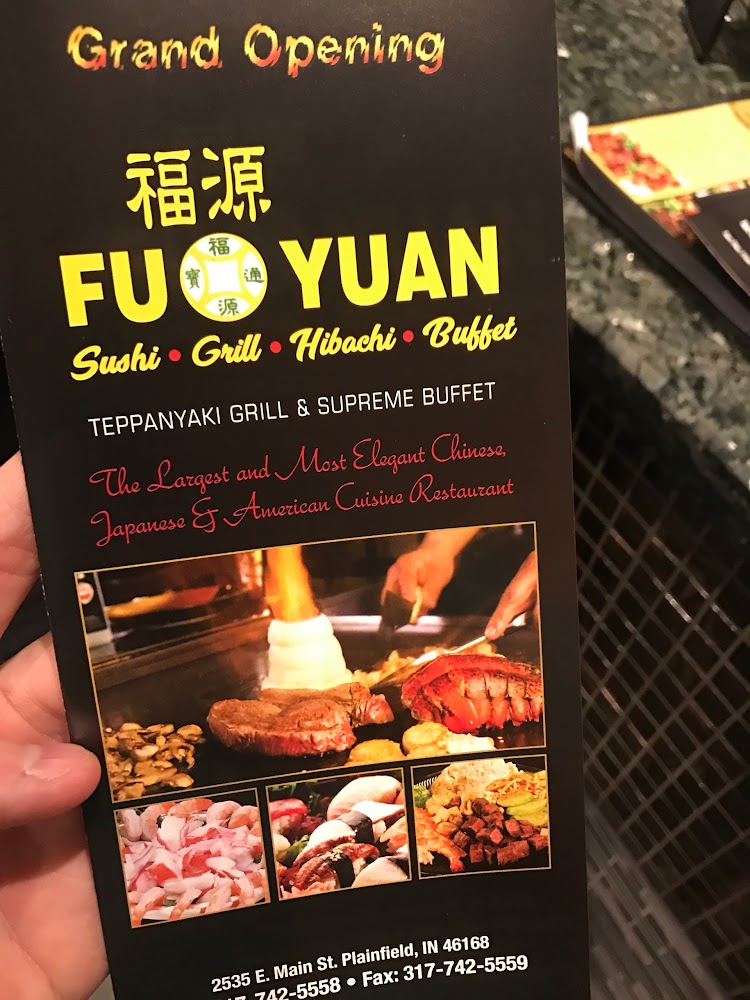 Grand Opening
福源
FU YUAN
福
寶 通
源
Sushi • Grill • Hibachi • Buffet
TEPPANYAKI GRILL & SUPREME BUFFET
The Largest and Most Elegant Chinese,
Japanese & American Cuisine Restaurant
2535 E. Main St. Plainfield, IN 46168
742-5558 • Fax: 317-742-5559